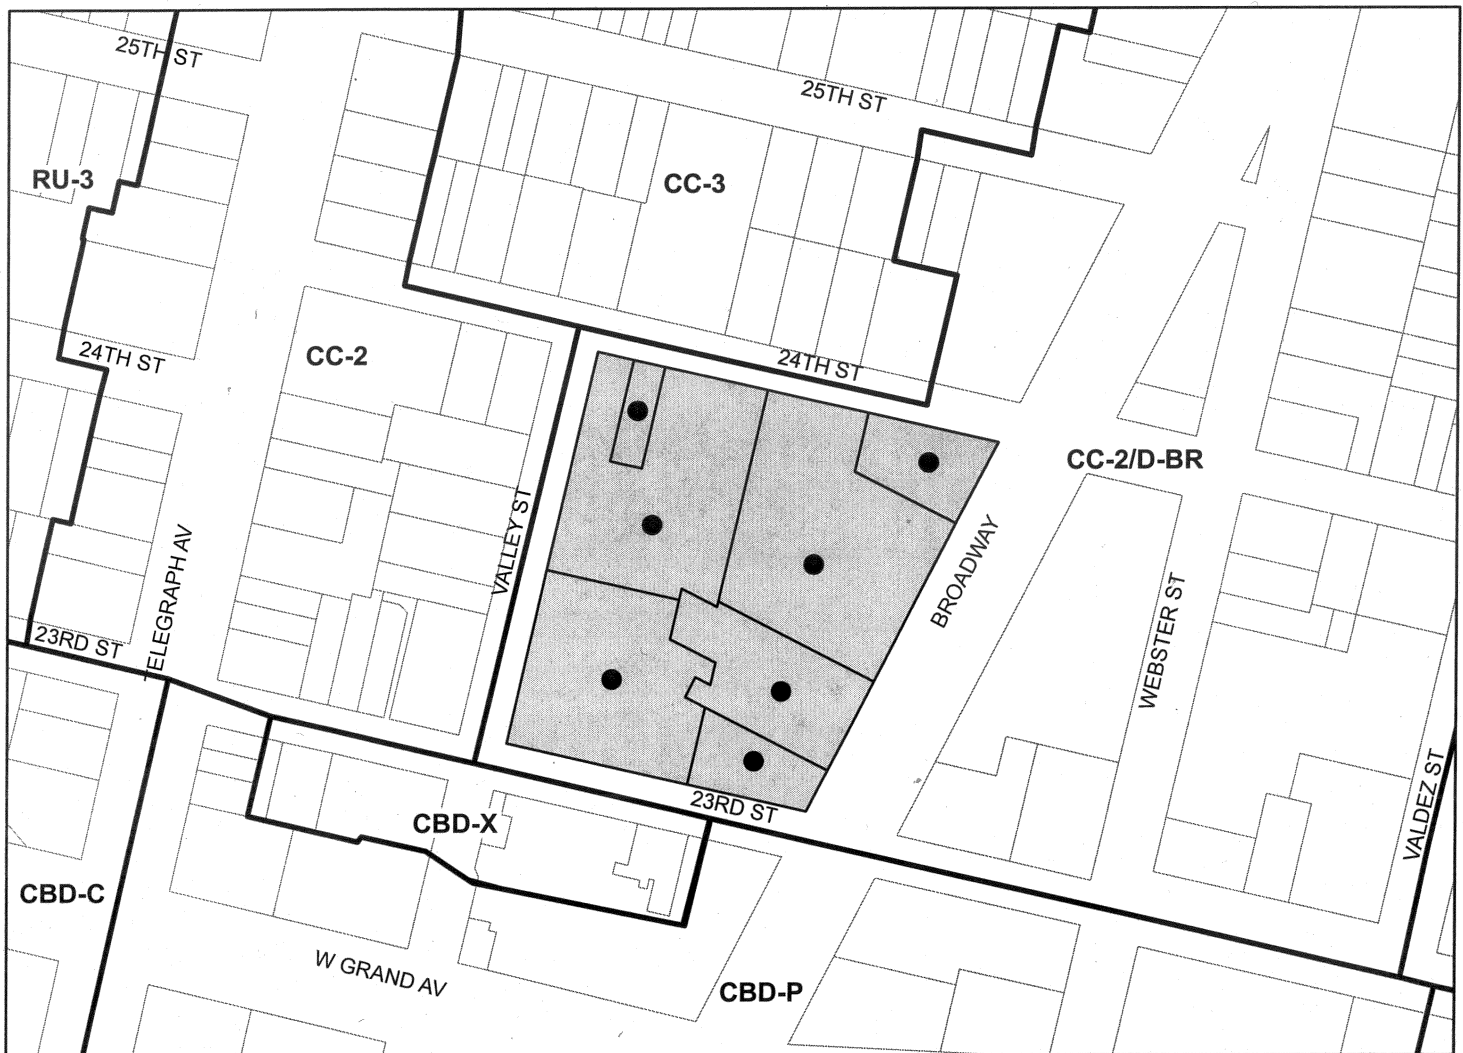 25TH ST
25TH ST
RU-3
CC-3
24TH ST
CC-2
24TH ST
CC-2/D-BR
VALLEY ST
BROADWAY
TELEGRAPH AV
WEBSTER ST
23RD ST
VALDEZ ST
23RD ST
CBD-X
CBD-C
W GRAND AV
CBD-P